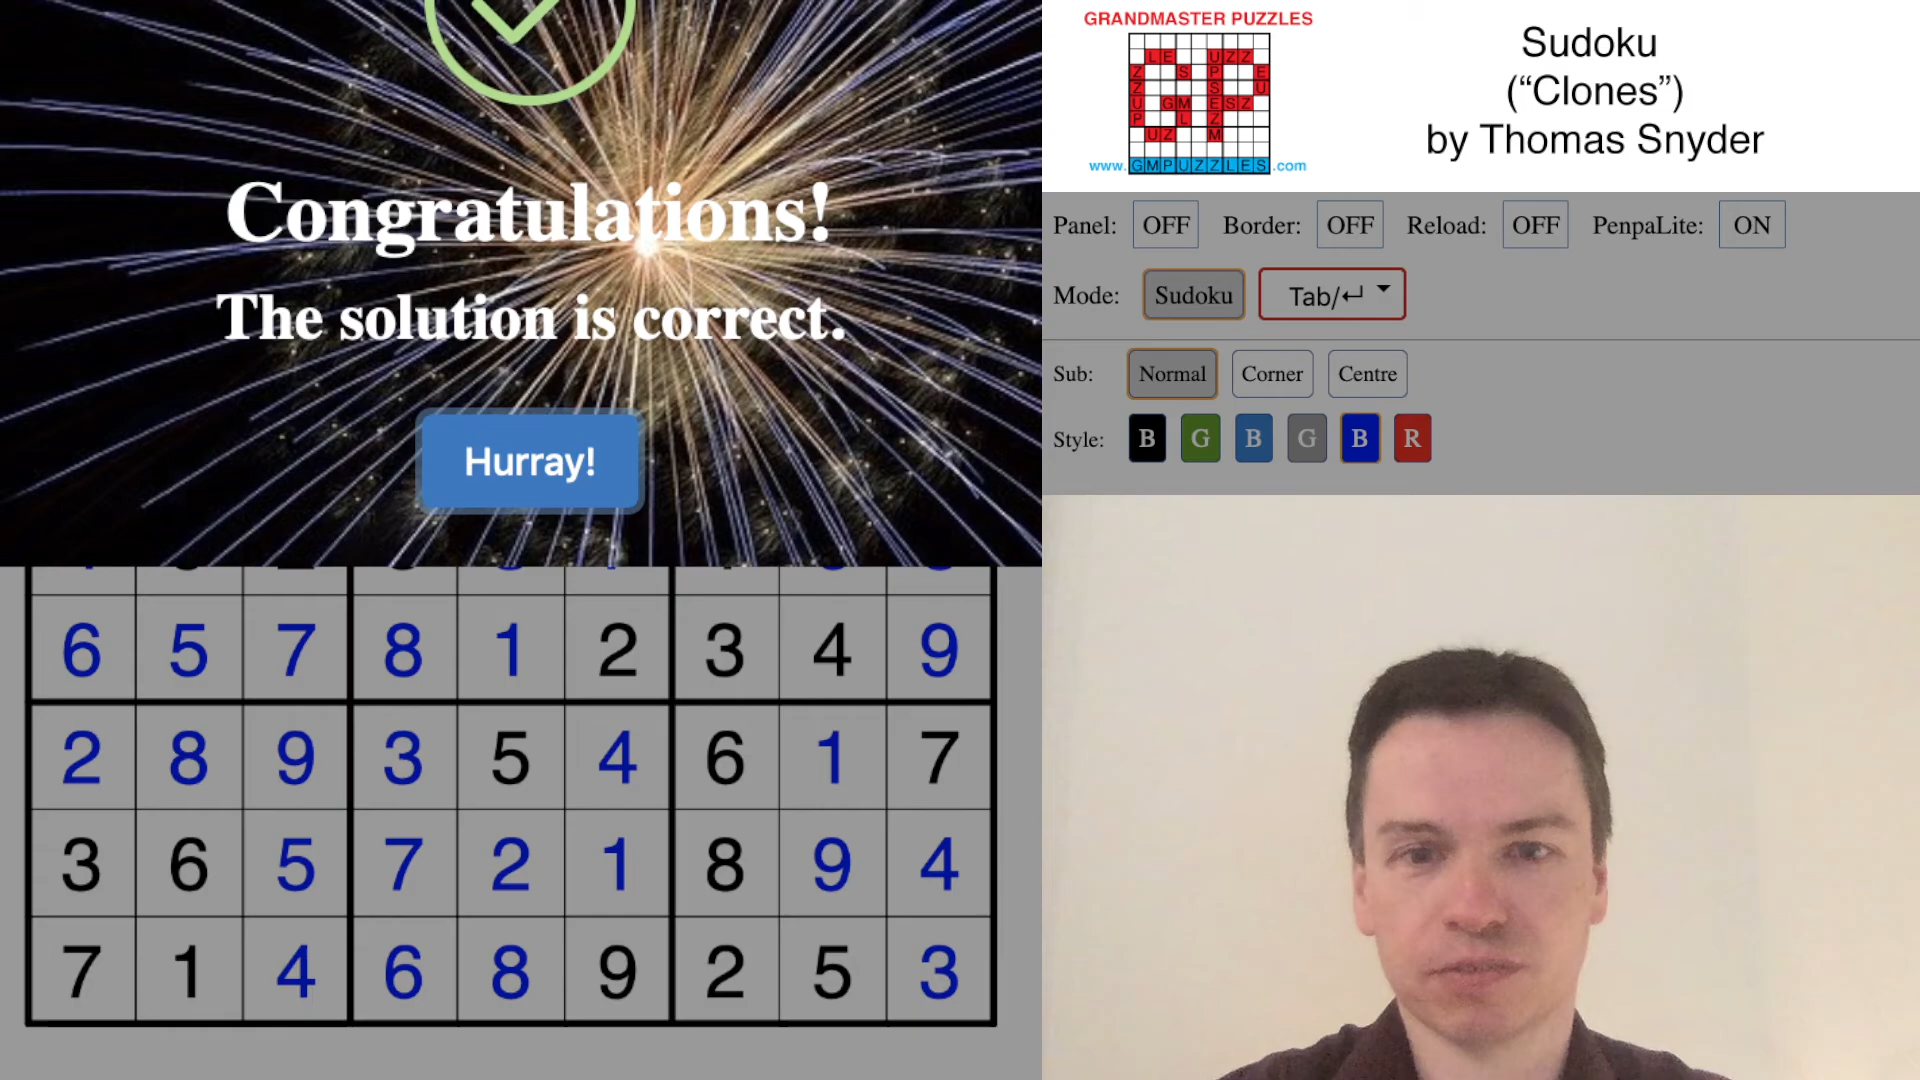 Congratulations!
The solution is correct.
Hurray!
6 5 7 8 1 2 3 4 9
2 8 9 3 5 4 6 1 7
3 6 5 7 2 1 8 9 4
7 1 4 6 8 9 2 5 3
GRANDMASTER PUZZLES
L E U Z Z
Z S P E
Z S U
U G M E S Z
P L Z
U Z M
www.GMPUZZLES.com
Sudoku
(“Clones”)
by Thomas Snyder
Panel: OFF Border: OFF Reload: OFF PenpaLite: ON
Mode: Sudoku Tab/↵
Sub: Normal Corner Centre
Style: B G B G B R